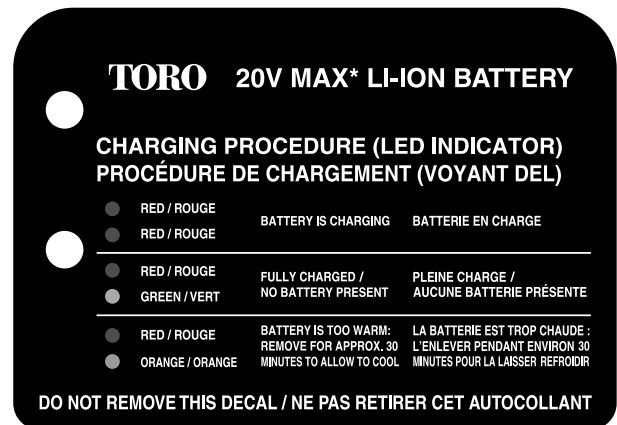 TORO 20V MAX* LI-ION BATTERY
CHARGING PROCEDURE (LED INDICATOR)
PROCÉDURE DE CHARGEMENT (VOYANT DEL)
RED / ROUGE
RED / ROUGE
BATTERY IS CHARGING
BATTERIE EN CHARGE
RED / ROUGE
GREEN / VERT
FULLY CHARGED /
NO BATTERY PRESENT
PLEINE CHARGE /
AUCUNE BATTERIE PRÉSENTE
RED / ROUGE
ORANGE / ORANGE
BATTERY IS TOO WARM:
REMOVE FOR APPROX. 30
MINUTES TO ALLOW TO COOL
LA BATTERIE EST TROP CHAUDE :
L'ENLEVER PENDANT ENVIRON 30
MINUTES POUR LA LAISSER REFROIDIR
DO NOT REMOVE THIS DECAL / NE PAS RETIRER CET AUTOCOLLANT